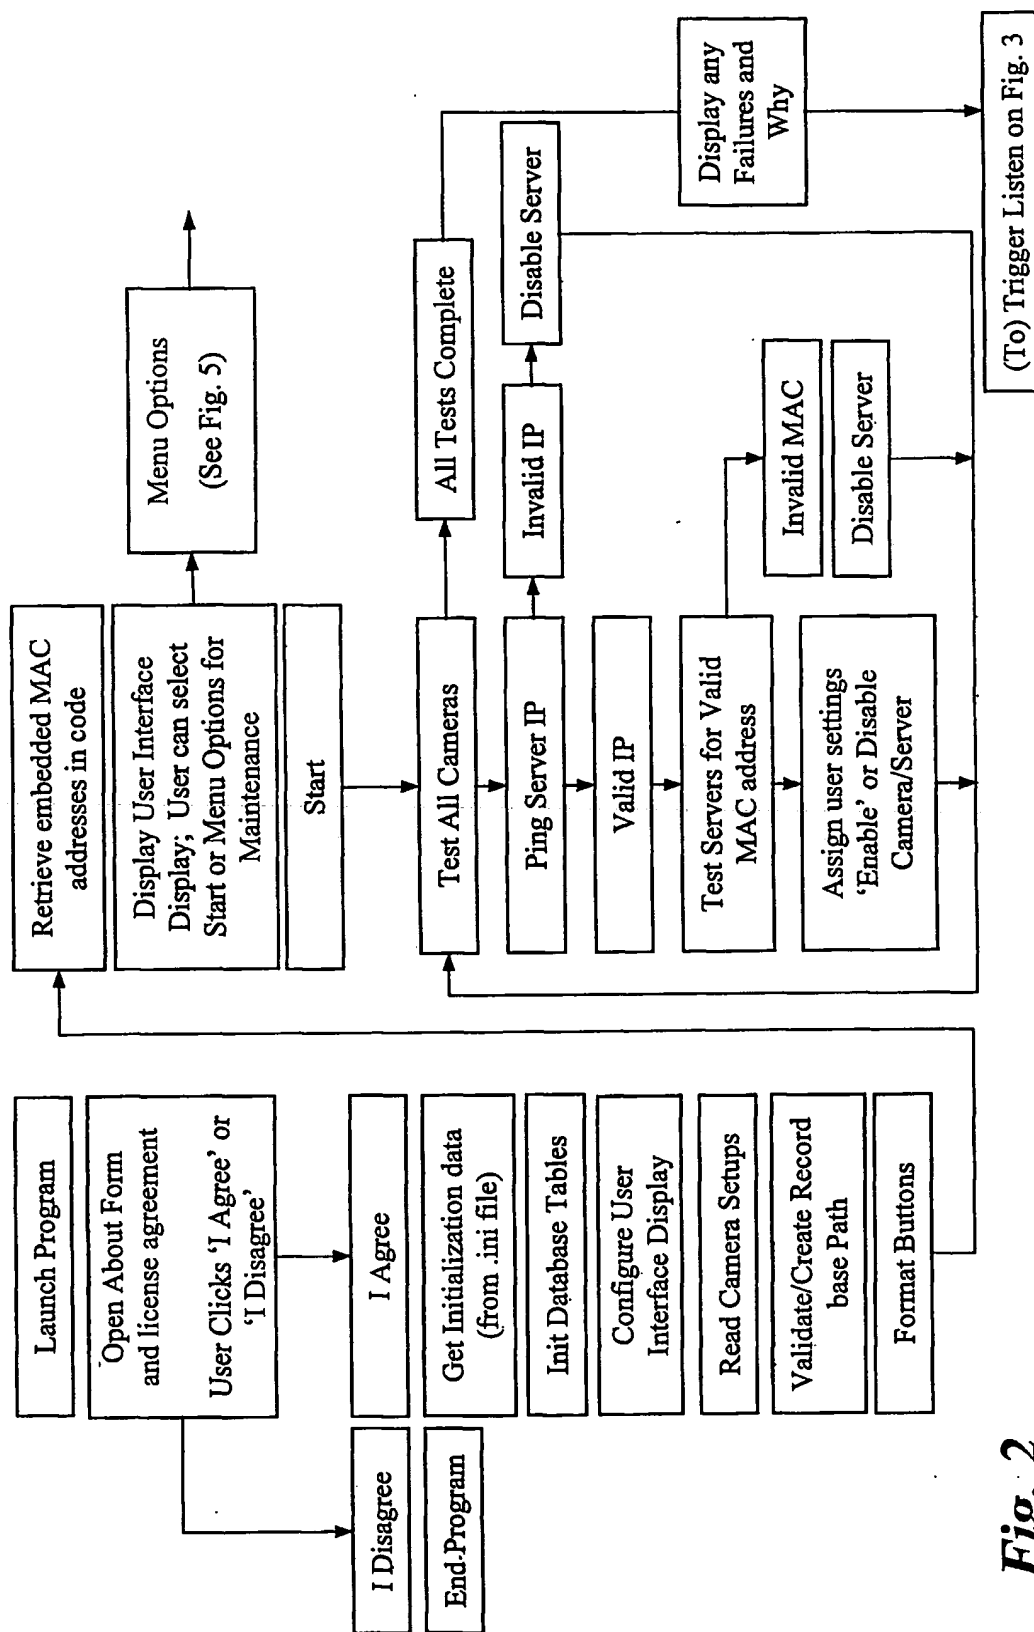 Launch Program
Open About Form
and license agreement
User Clicks ‘I Agree’ or
‘I Disagree’
I Disagree
End Program
I Agree
Get Initialization data
(from .ini file)
Init Database Tables
Configure User
Interface Display
Read Camera Setups
Validate/Create Record
base Path
Format Buttons
Retrieve embedded MAC
addresses in code
Display User Interface
Display; User can select
Start or Menu Options for
Maintenance
Menu Options
(See Fig. 5)
Start
Test All Cameras
All Tests Complete
Ping Server IP
Invalid IP
Disable Server
Valid IP
Test Servers for Valid
MAC address
Invalid MAC
Disable Server
Assign user settings
‘Enable’ or Disable
Camera/Server
Display any
Failures and
Why
(To) Trigger Listen on Fig. 3
Fig. 2